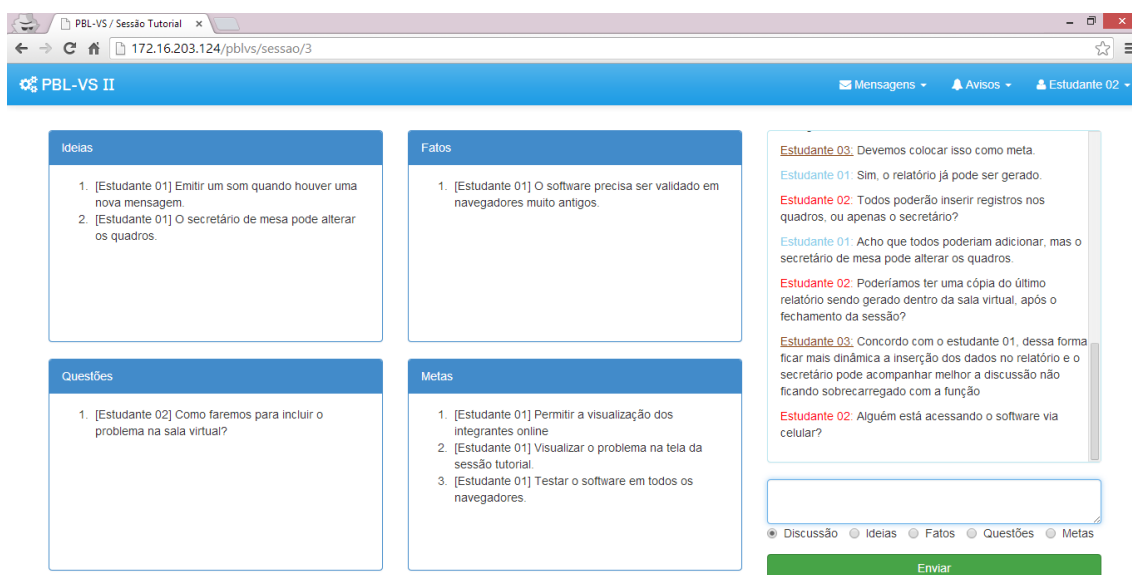 PBL-VS / Sessão Tutorial
172.16.203.124/pblvs/sessao/3
PBL-VS II
Mensagens
Avisos
Estudante 02
Ideias
1. [Estudante 01] Emitir um som quando houver uma
nova mensagem.
2. [Estudante 01] O secretário de mesa pode alterar
os quadros.
Fatos
1. [Estudante 01] O software precisa ser validado em
navegadores muito antigos.
Questões
1. [Estudante 02] Como faremos para incluir o
problema na sala virtual?
Metas
1. [Estudante 01] Permitir a visualização dos
integrantes online
2. [Estudante 01] Visualizar o problema na tela da
sessão tutorial.
3. [Estudante 01] Testar o software em todos os
navegadores.
Estudante 03: Devemos colocar isso como meta.
Estudante 01: Sim, o relatório já pode ser gerado.
Estudante 02: Todos poderão inserir registros nos
quadros, ou apenas o secretário?
Estudante 01: Acho que todos poderiam adicionar, mas o
secretário de mesa pode alterar os quadros.
Estudante 02: Poderíamos ter uma cópia do último
relatório sendo gerado dentro da sala virtual, após o
fechamento da sessão?
Estudante 03: Concordo com o estudante 01, dessa forma
ficar mais dinâmica a inserção dos dados no relatório e o
secretário pode acompanhar melhor a discussão não
ficando sobrecarregado com a função
Estudante 02: Alguém está acessando o software via
celular?
Discussão Ideias Fatos Questões Metas
Enviar